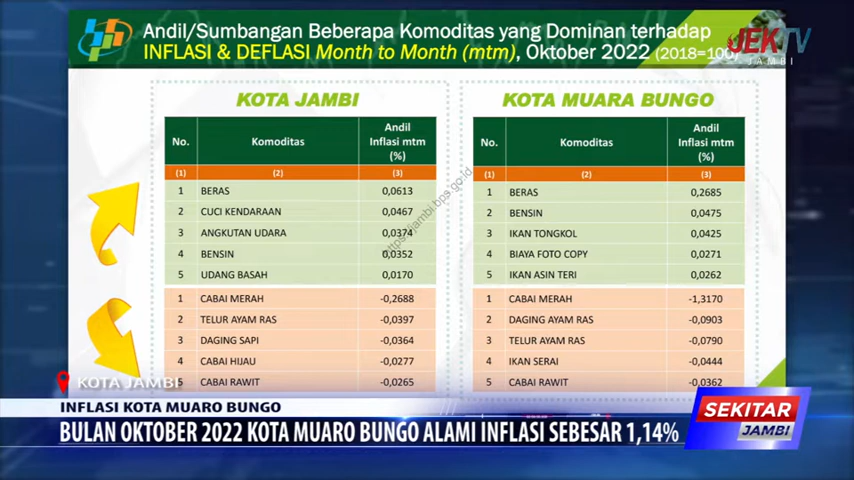 Andil/Sumbangan Beberapa Komoditas yang Dominan terhadap
INFLASI & DEFLASI Month to Month (mtm), Oktober 2022 (2018=100)
JEKTV
JAMBI
KOTA JAMBI
No. Komoditas Andil Inflasi mtm (%)
(1) (2) (3)
1 BERAS 0,0613
2 CUCI KENDARAAN 0,0467
3 ANGKUTAN UDARA 0,0374
4 BENSIN 0,0352
5 UDANG BASAH 0,0170
1 CABAI MERAH -0,2688
2 TELUR AYAM RAS -0,0397
3 DAGING SAPI -0,0364
4 CABAI HIJAU -0,0277
5 CABAI RAWIT -0,0265
KOTA MUARA BUNGO
No. Komoditas Andil Inflasi mtm (%)
(1) (2) (3)
1 BERAS 0,2685
2 BENSIN 0,0475
3 IKAN TONGKOL 0,0425
4 BIAYA FOTO COPY 0,0271
5 IKAN ASIN TERI 0,0262
1 CABAI MERAH -1,3170
2 DAGING AYAM RAS -0,0903
3 TELUR AYAM RAS -0,0790
4 IKAN SERAI -0,0444
5 CABAI RAWIT -0,0362
https://jambi.bps.go.id
KOTA JAMBI
INFLASI KOTA MUARO BUNGO
BULAN OKTOBER 2022 KOTA MUARO BUNGO ALAMI INFLASI SEBESAR 1,14%
SEKITAR
JAMBI